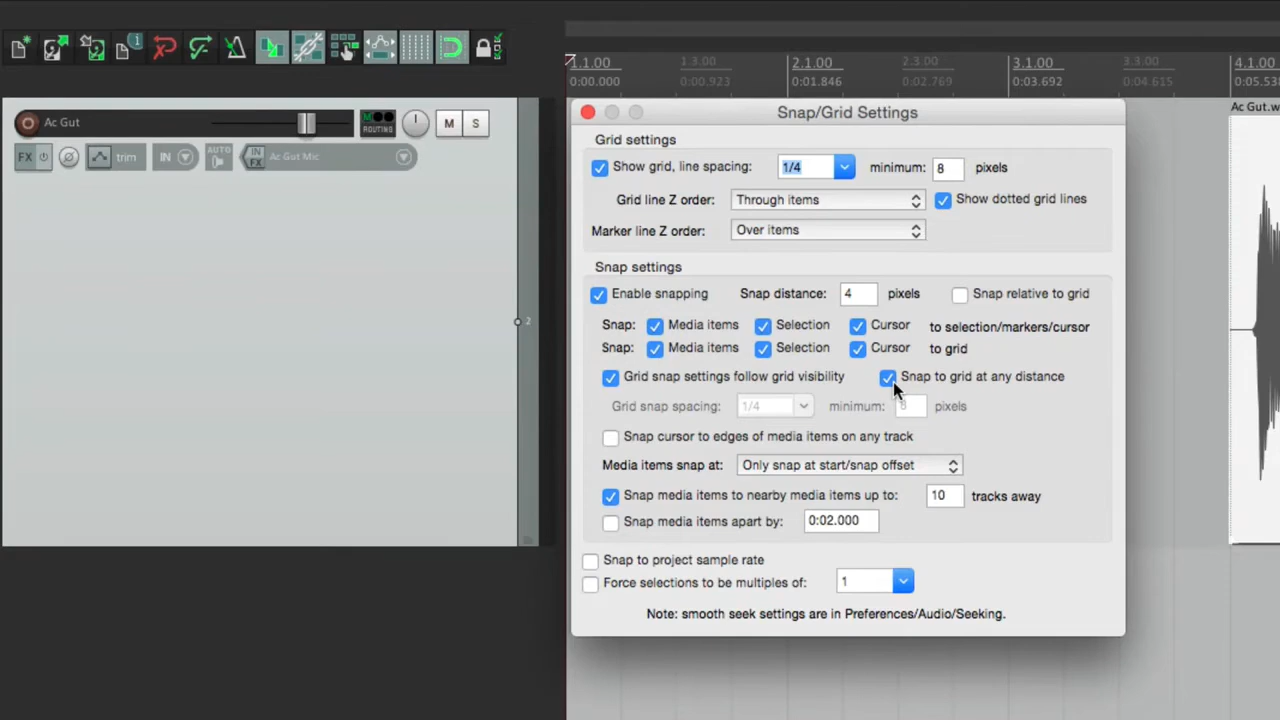 1.1.00 1.3.00 2.1.00 2.3.00 3.1.00 3.3.00 4.1.00
0:00.000 0:00.923 0:01.846 0:02.769 0:03.692 0:04.615 0:05.53
Ac Gut M ROUTING M S
FX trim IN AUTO IN FX Ac Gut Mic
2
Ac Gut.w
Snap/Grid Settings
Grid settings
Show grid, line spacing: 1/4 minimum: 8 pixels
Grid line Z order: Through items Show dotted grid lines
Marker line Z order: Over items
Snap settings
Enable snapping Snap distance: 4 pixels Snap relative to grid
Snap: Media items Selection Cursor to selection/markers/cursor
Snap: Media items Selection Cursor to grid
Grid snap settings follow grid visibility Snap to grid at any distance
Grid snap spacing: 1/4 minimum: 8 pixels
Snap cursor to edges of media items on any track
Media items snap at: Only snap at start/snap offset
Snap media items to nearby media items up to: 10 tracks away
Snap media items apart by: 0:02.000
Snap to project sample rate
Force selections to be multiples of: 1
Note: smooth seek settings are in Preferences/Audio/Seeking.